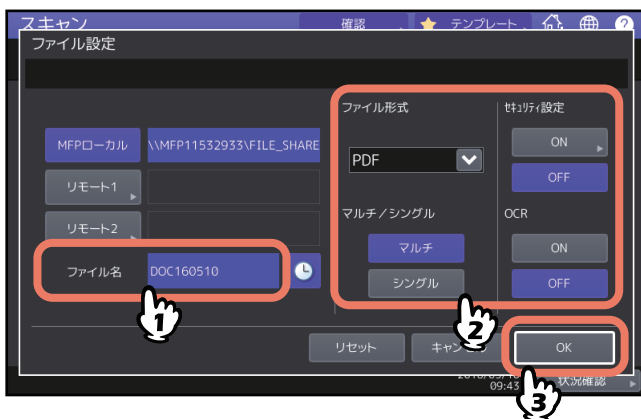 スキャン 確認 テンプレート ?
ファイル設定
ファイル形式 ｾｷｭﾘﾃｨ設定
MFPローカル \\MFP11532933\FILE_SHARE ON
PDF
リモート1 OFF
マルチ/シングル OCR
リモート2
マルチ ON
ファイル名 DOC160510
シングル OFF
1
2
リセット OK
09:43 状況確認
3